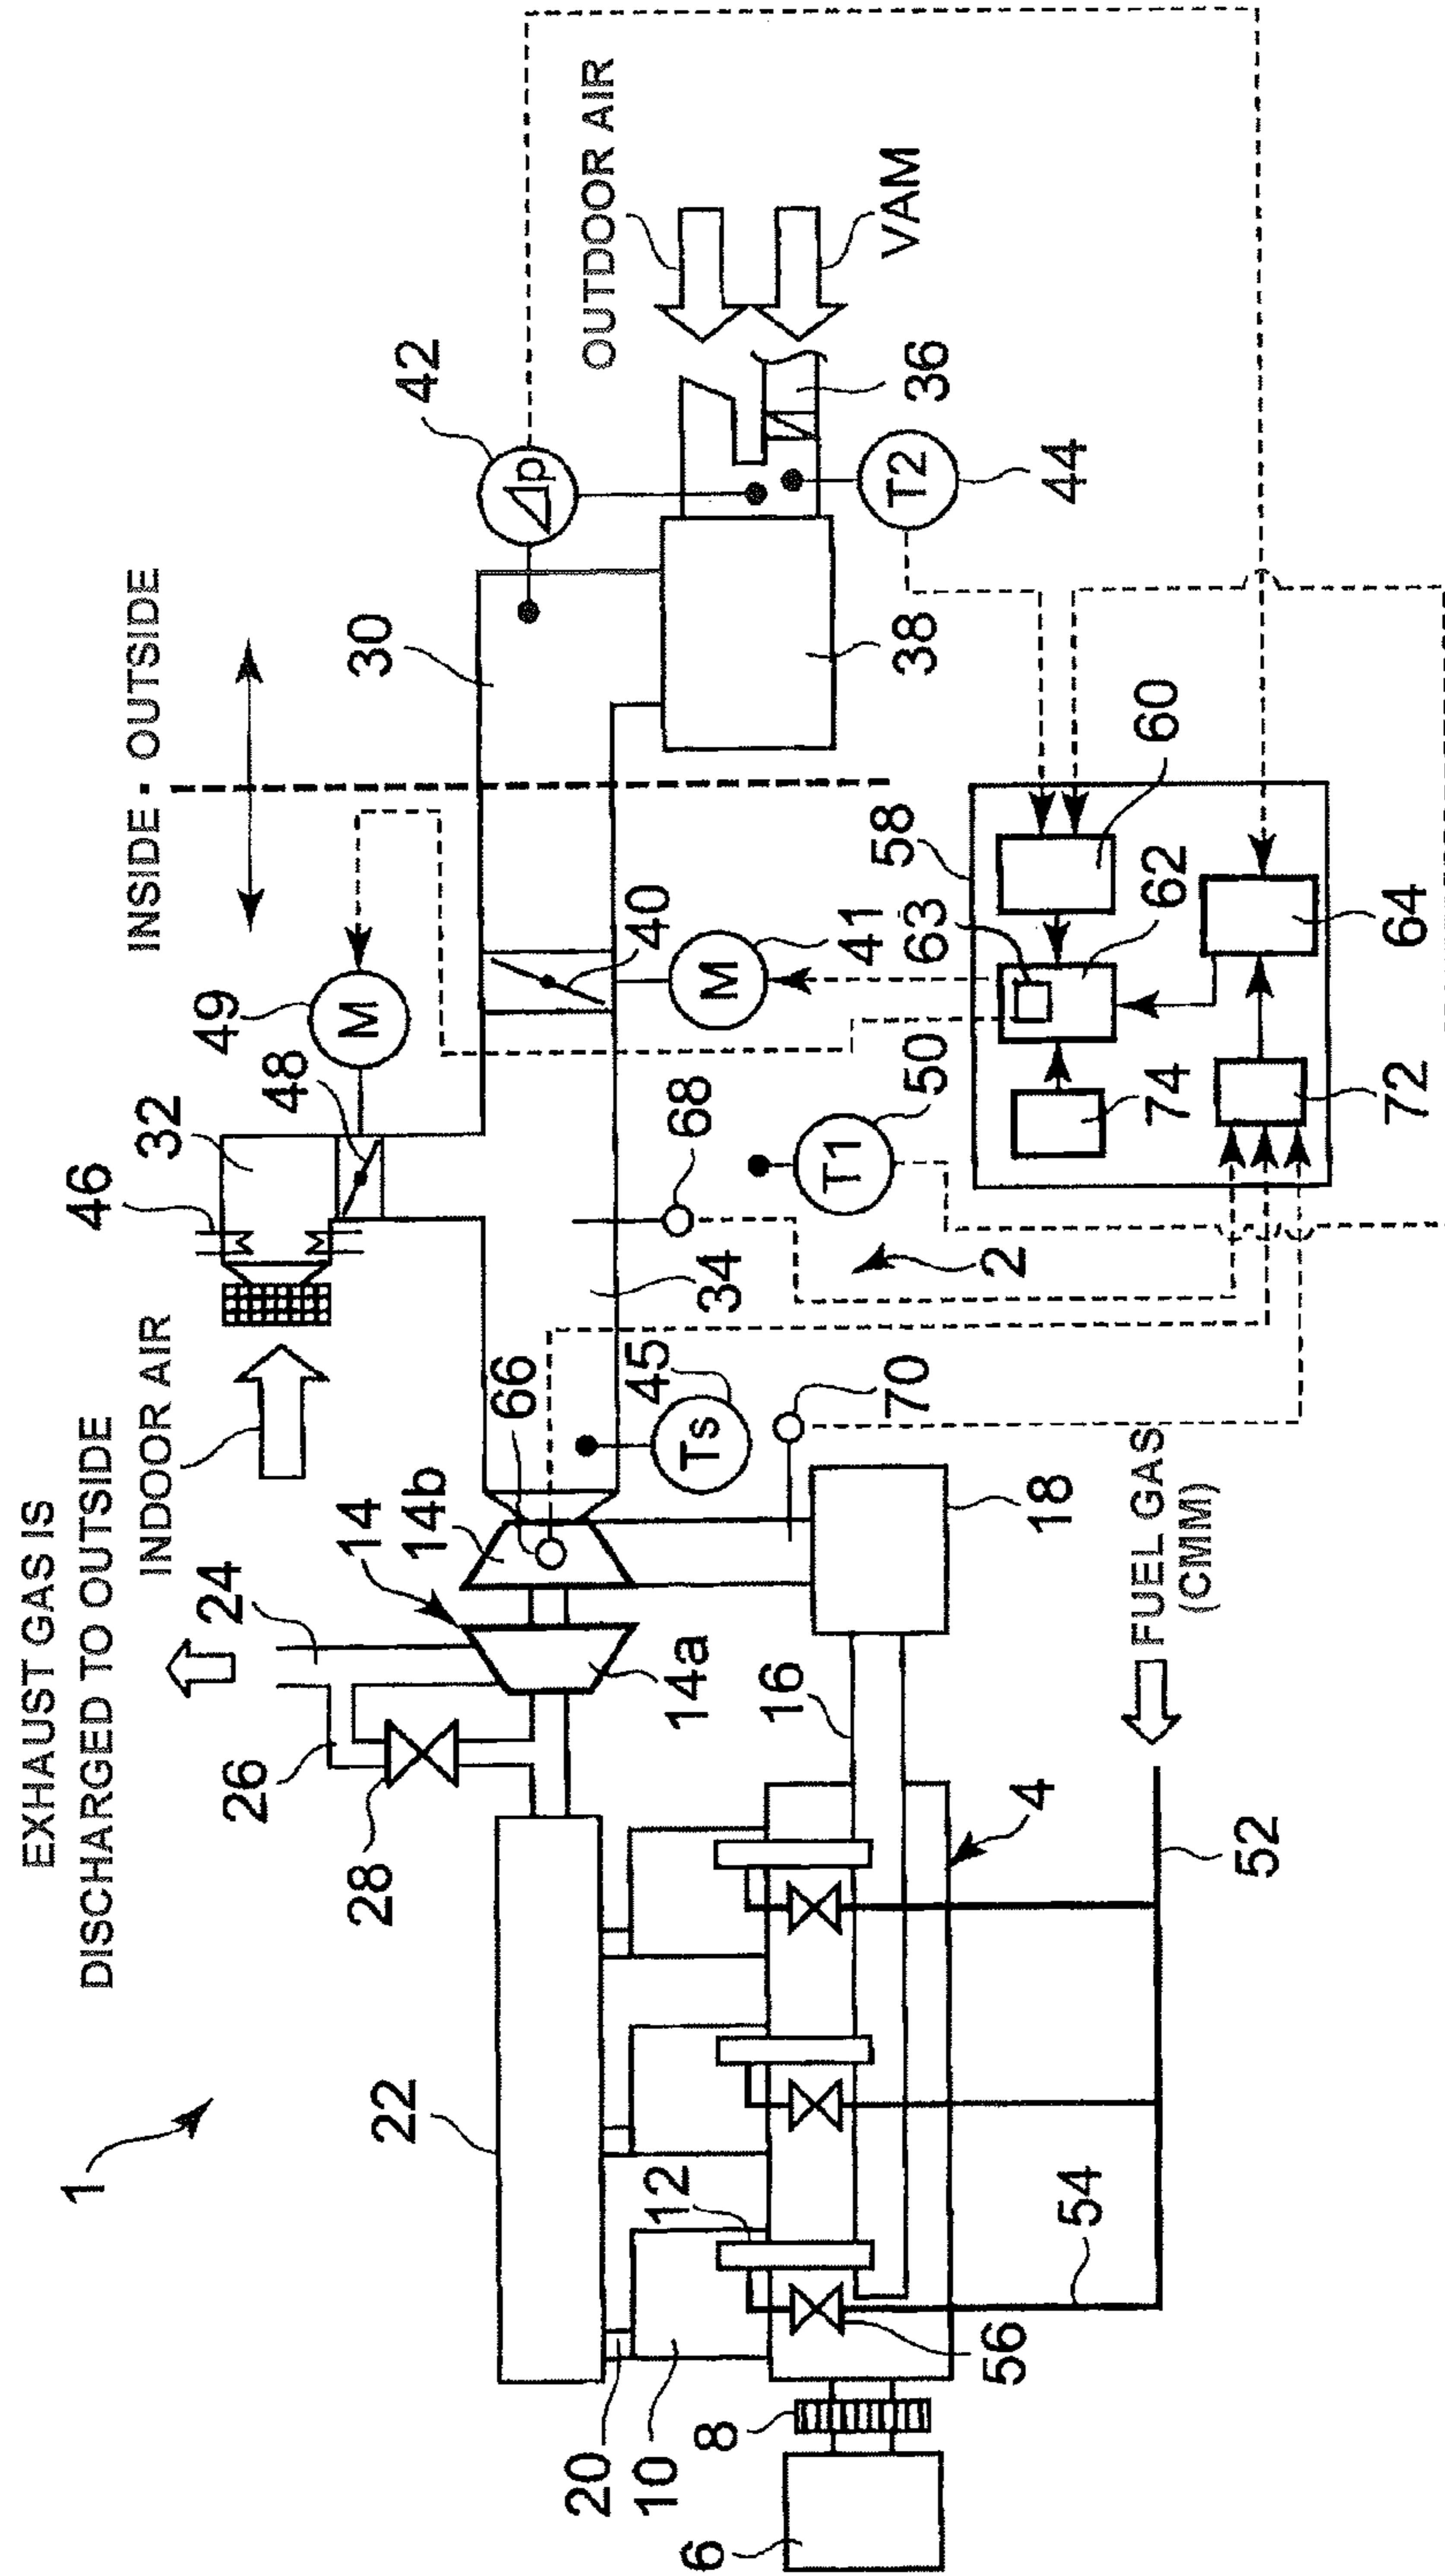 EXHAUST GAS IS
DISCHARGED TO OUTSIDE
INDOOR AIR
INSIDE - OUTSIDE
OUTDOOR AIR
VAM
FUEL GAS
(CMM)
1
22
28
26
24
14
14b
14a
66
46
32
48
49
M
30
42
Δp
36
T2
44
38
40
M
41
34
68
Ts
45
70
T1
50
2
58
63
60
62
64
74
72
18
16
4
52
12
54
56
20
10
8
6